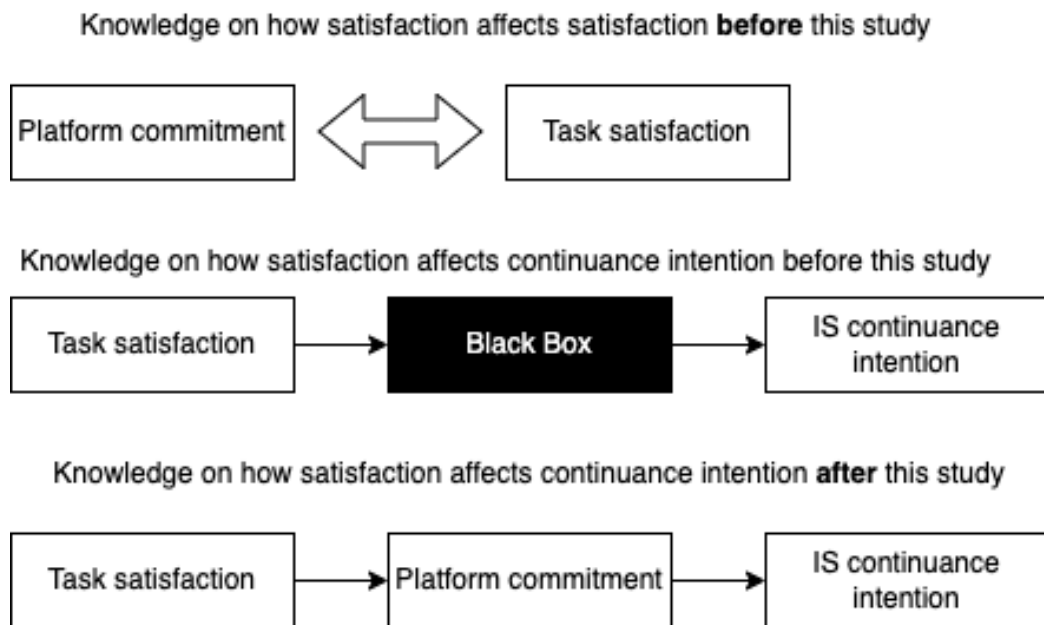 Knowledge on how satisfaction affects satisfaction before this study
Platform commitment
Task satisfaction
Knowledge on how satisfaction affects continuance intention before this study
Task satisfaction
Black Box
IS continuance
intention
Knowledge on how satisfaction affects continuance intention after this study
Task satisfaction
Platform commitment
IS continuance
intention